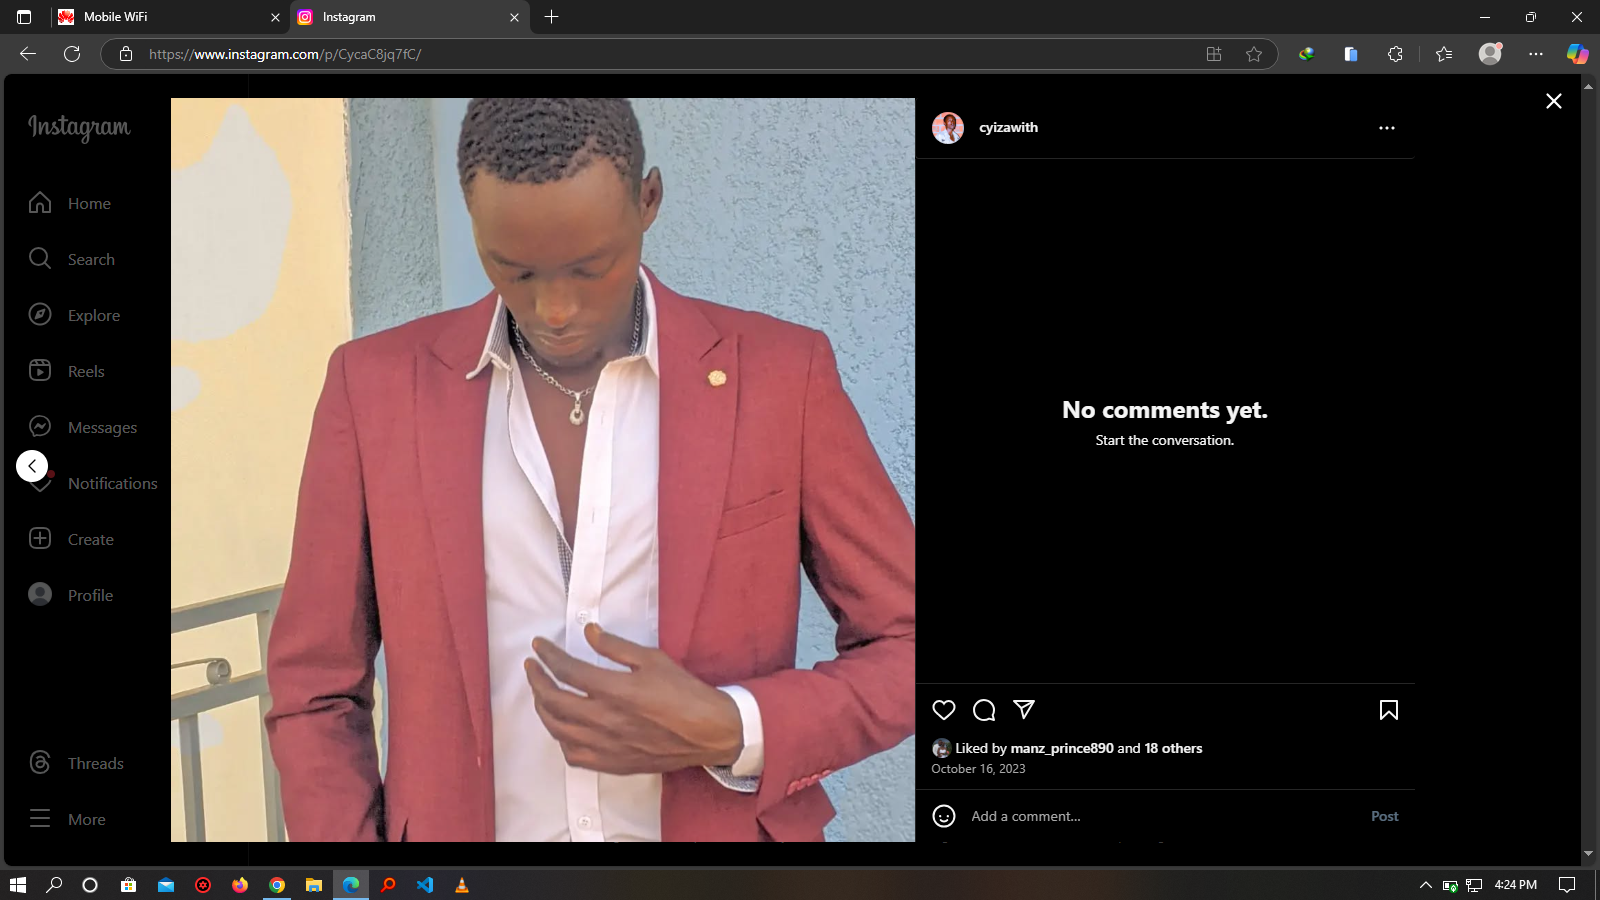 Mobile WiFi
Instagram
https://www.instagram.com/p/CycaC8jq7fC/
Instagram
Home
Search
Explore
Reels
Messages
Notifications
Create
Profile
Threads
More
cyizawith
No comments yet.
Start the conversation.
Liked by manz_prince890 and 18 others
October 16, 2023
Add a comment...
Post
4:24 PM